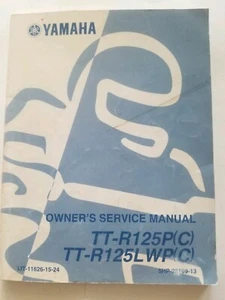 YAMAHA
OWNER'S SERVICE MANUAL
TT-R125P(C)
TT-R125LWP(C)
LIT-11626-15-24